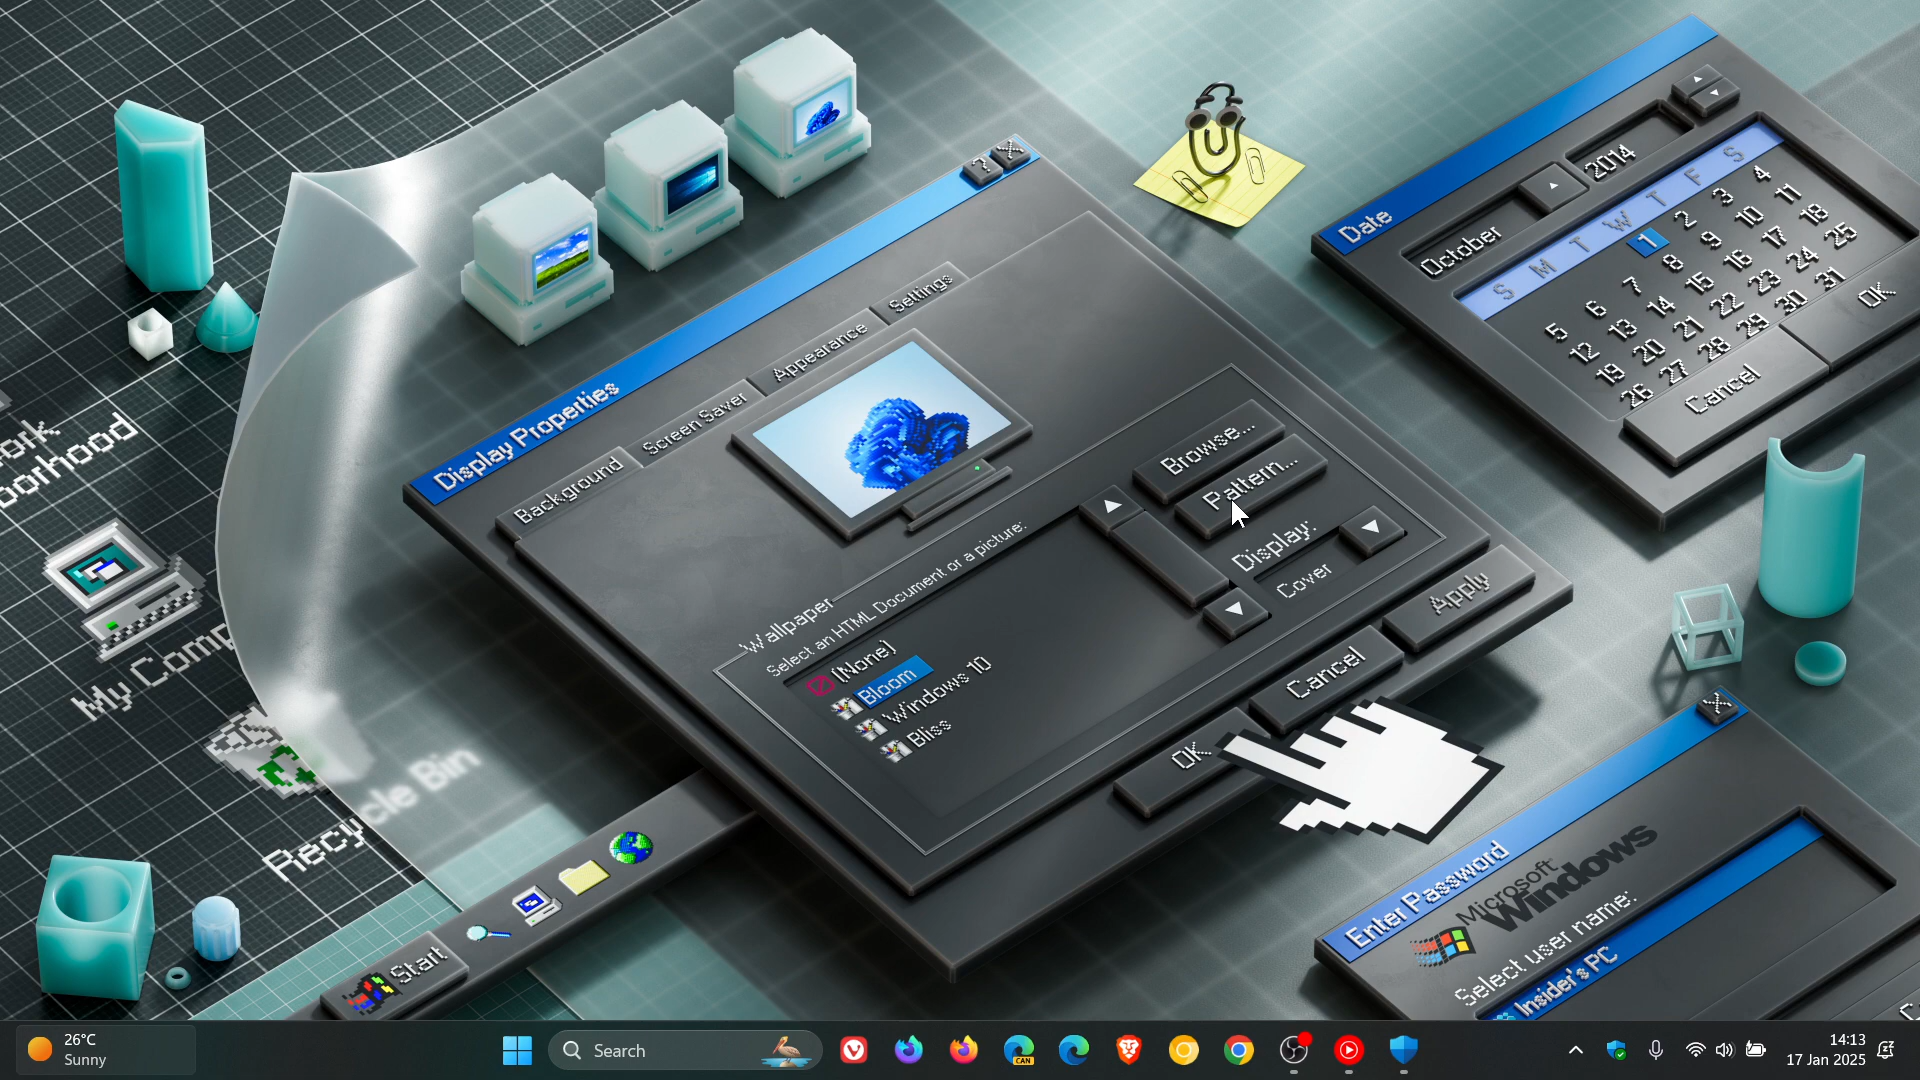 Date
2014
October
S M T W T F S
1 2 3 4
5 6 7 8 9 10 11
12 13 14 15 16 17 18
19 20 21 22 23 24 25
26 27 28 29 30 31
OK
Cancel
?
Display Properties
Background
Screen Saver
Appearance
Settings
Browse...
Pattern...
Display:
Cover
Wallpaper
Select an HTML Document or a picture:
(None)
Bloom
Windows 10
Bliss
Apply
Cancel
OK
My Comp
Recycle Bin
Start
Enter Password
Microsoft
Windows
Select user name:
Insider's PC
26°C
Sunny
Search
CAN
14:13
17 Jan 2025